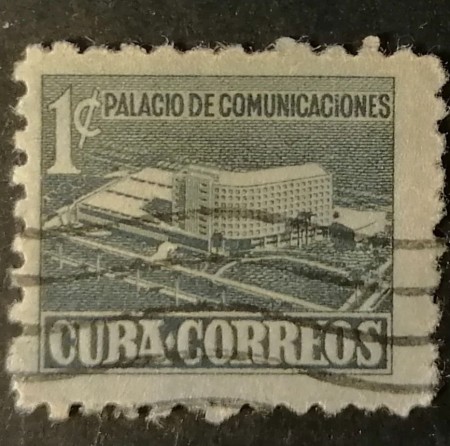 1¢ PALACIO DE COMUNICACIONES
CUBA·CORREOS